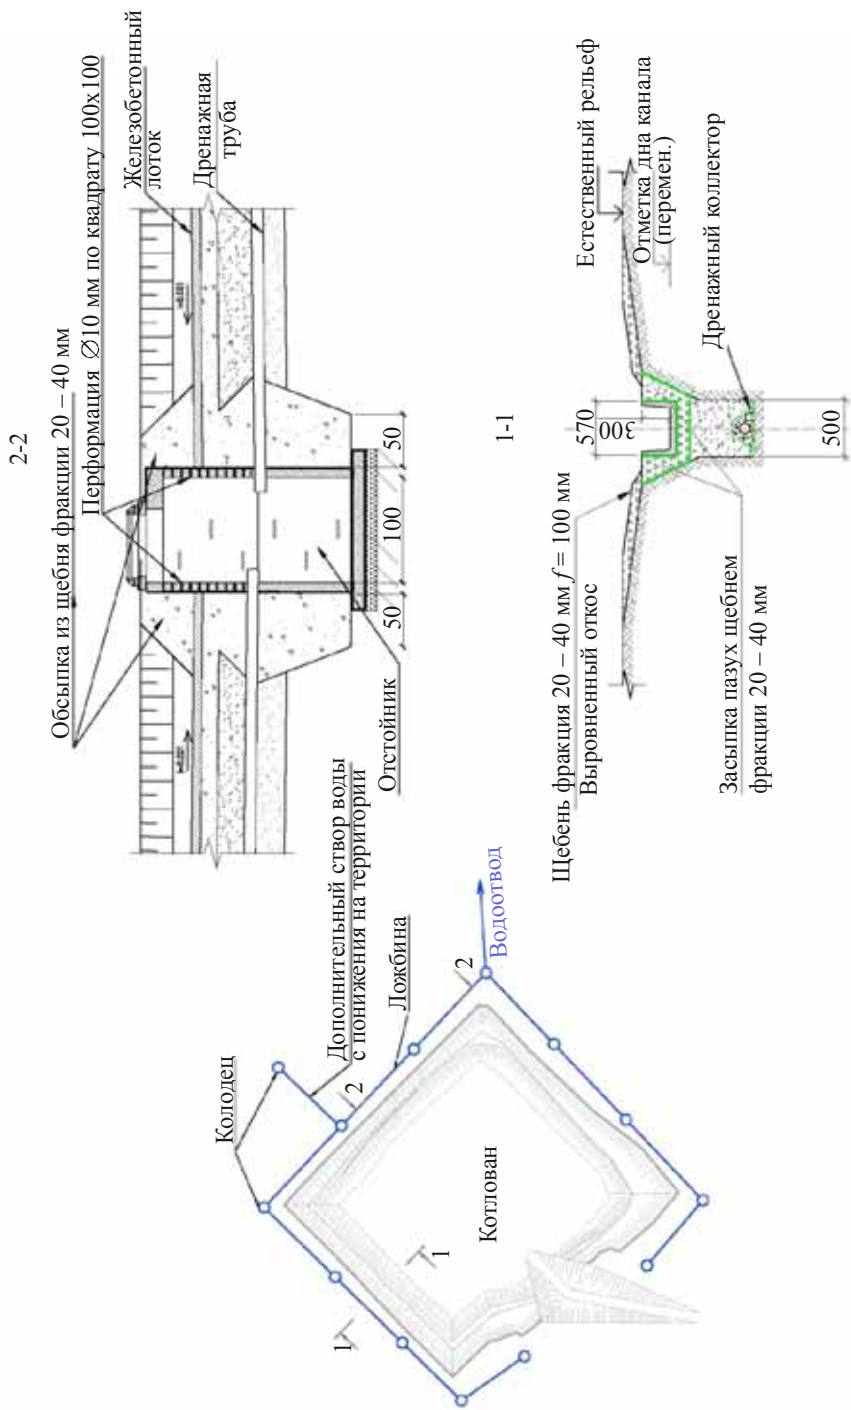 2-2
Обсыпка из щебня фракции 20 – 40 мм
Перформация ∅10 мм по квадрату 100х100
Железобетонный
лоток
Дренажная
труба
50
100
50
Отстойник
1-1
Естественный рельеф
Отметка дна канала
(перемен.)
Дренажный коллектор
570
300
500
Щебень фракция 20 – 40 мм f = 100 мм
Выровненный откос
Засыпка пазух щебнем
фракции 20 – 40 мм
Колодец
Дополнительный створ воды
с понижения на территории
Ложбина
2
2
Водоотвод
Котлован
1
1